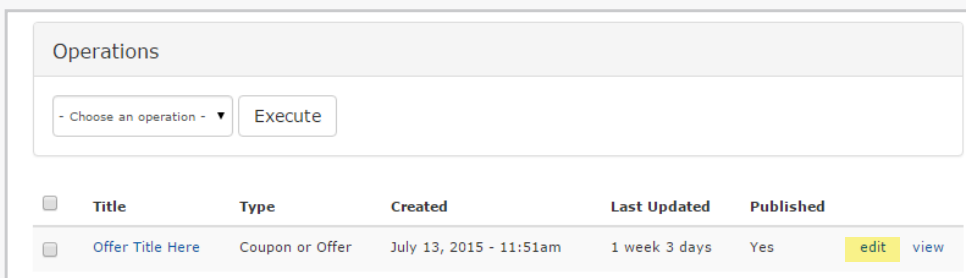 Operations
- Choose an operation - Execute
Title Type Created Last Updated Published
Offer Title Here Coupon or Offer July 13, 2015 - 11:51am 1 week 3 days Yes edit view